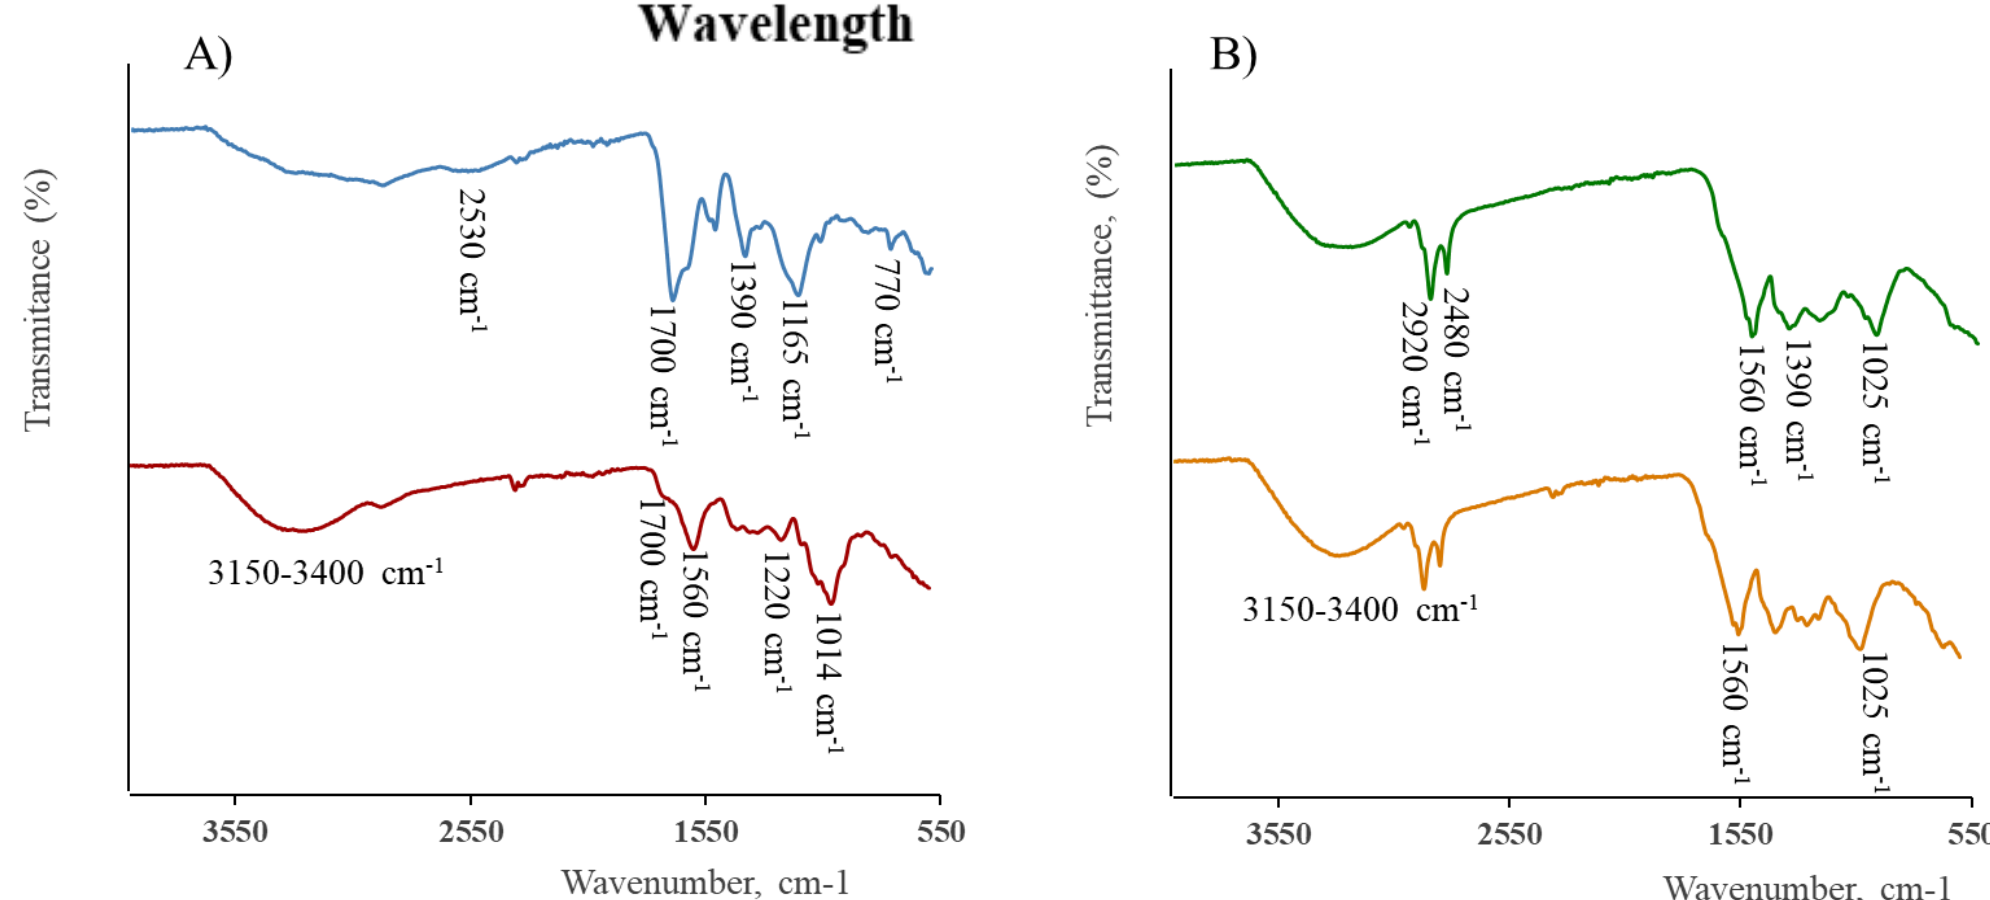 Wavelength
A)
Transmitance (%)
2530 cm-1
1700 cm-1
1390 cm-1
1165 cm-1
770 cm-1
3150-3400 cm-1
1700 cm-1
1560 cm-1
1220 cm-1
1014 cm-1
3550 2550 1550 550
Wavenumber, cm-1
B)
Transmittance, (%)
2920 cm-1
2480 cm-1
1560 cm-1
1390 cm-1
1025 cm-1
3150-3400 cm-1
1560 cm-1
1025 cm-1
3550 2550 1550 550
Wavenumber, cm-1